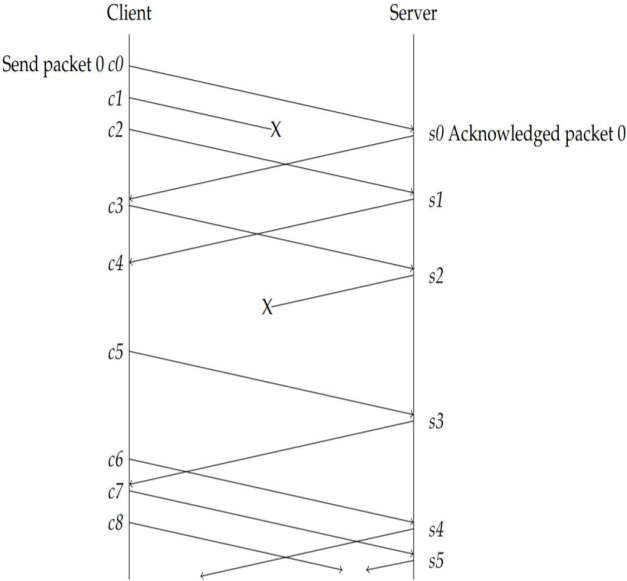 Client Server
Send packet 0 c0
c1
X
c2
s0 Acknowledged packet 0
c3
s1
c4
s2
X
c5
s3
c6
c7
c8
s4
s5